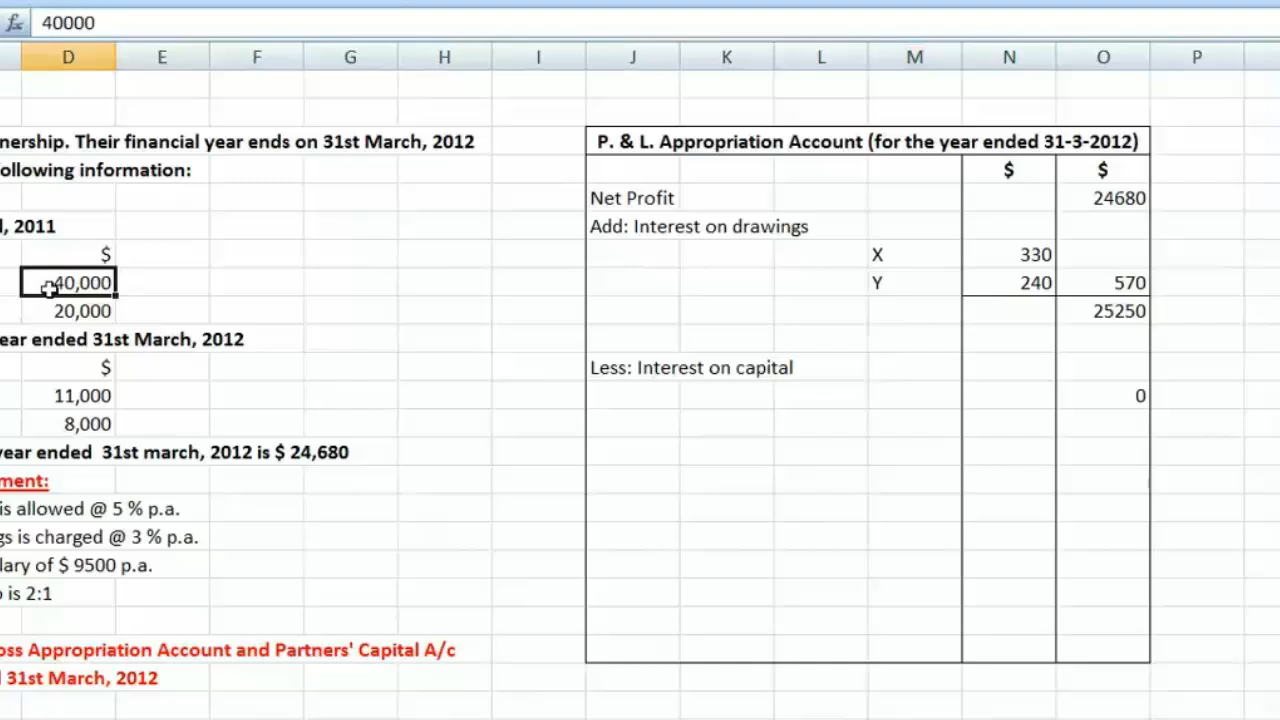 fx 40000
D E F G H I J K L M N O P
nership. Their financial year ends on 31st March, 2012
ollowing information:
, 2011
$
40,000
20,000
ear ended 31st March, 2012
$
11,000
8,000
year ended 31st march, 2012 is $ 24,680
ment:
is allowed @ 5 % p.a.
gs is charged @ 3 % p.a.
lary of $ 9500 p.a.
o is 2:1
oss Appropriation Account and Partners' Capital A/c
31st March, 2012
P. & L. Appropriation Account (for the year ended 31-3-2012)
$ $
Net Profit 24680
Add: Interest on drawings
X 330
Y 240 570
25250
Less: Interest on capital
0